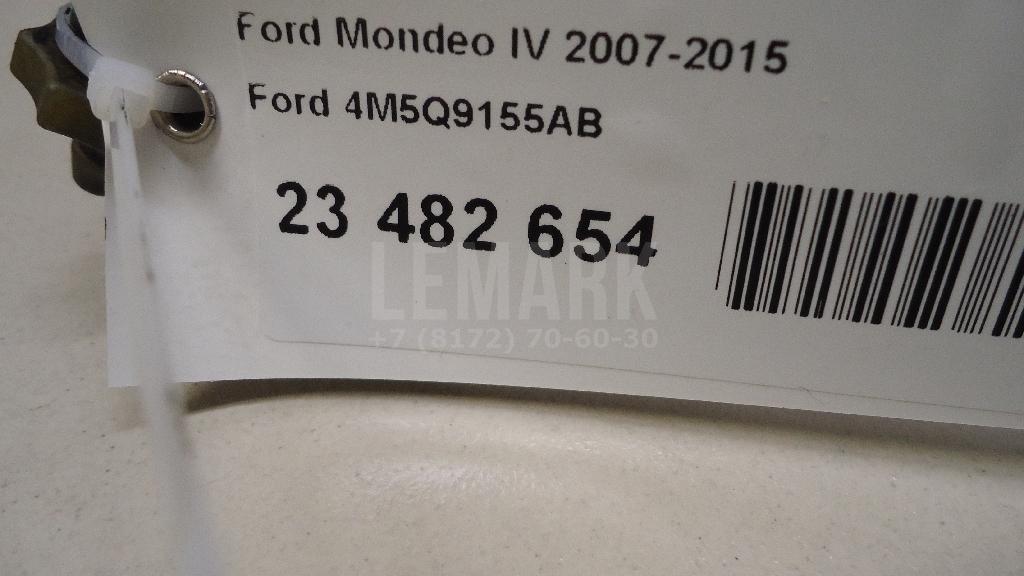 Ford Mondeo IV 2007-2015
Ford 4M5Q9155AB
23 482 654
LEMARK
+7 (8172) 70-60-30